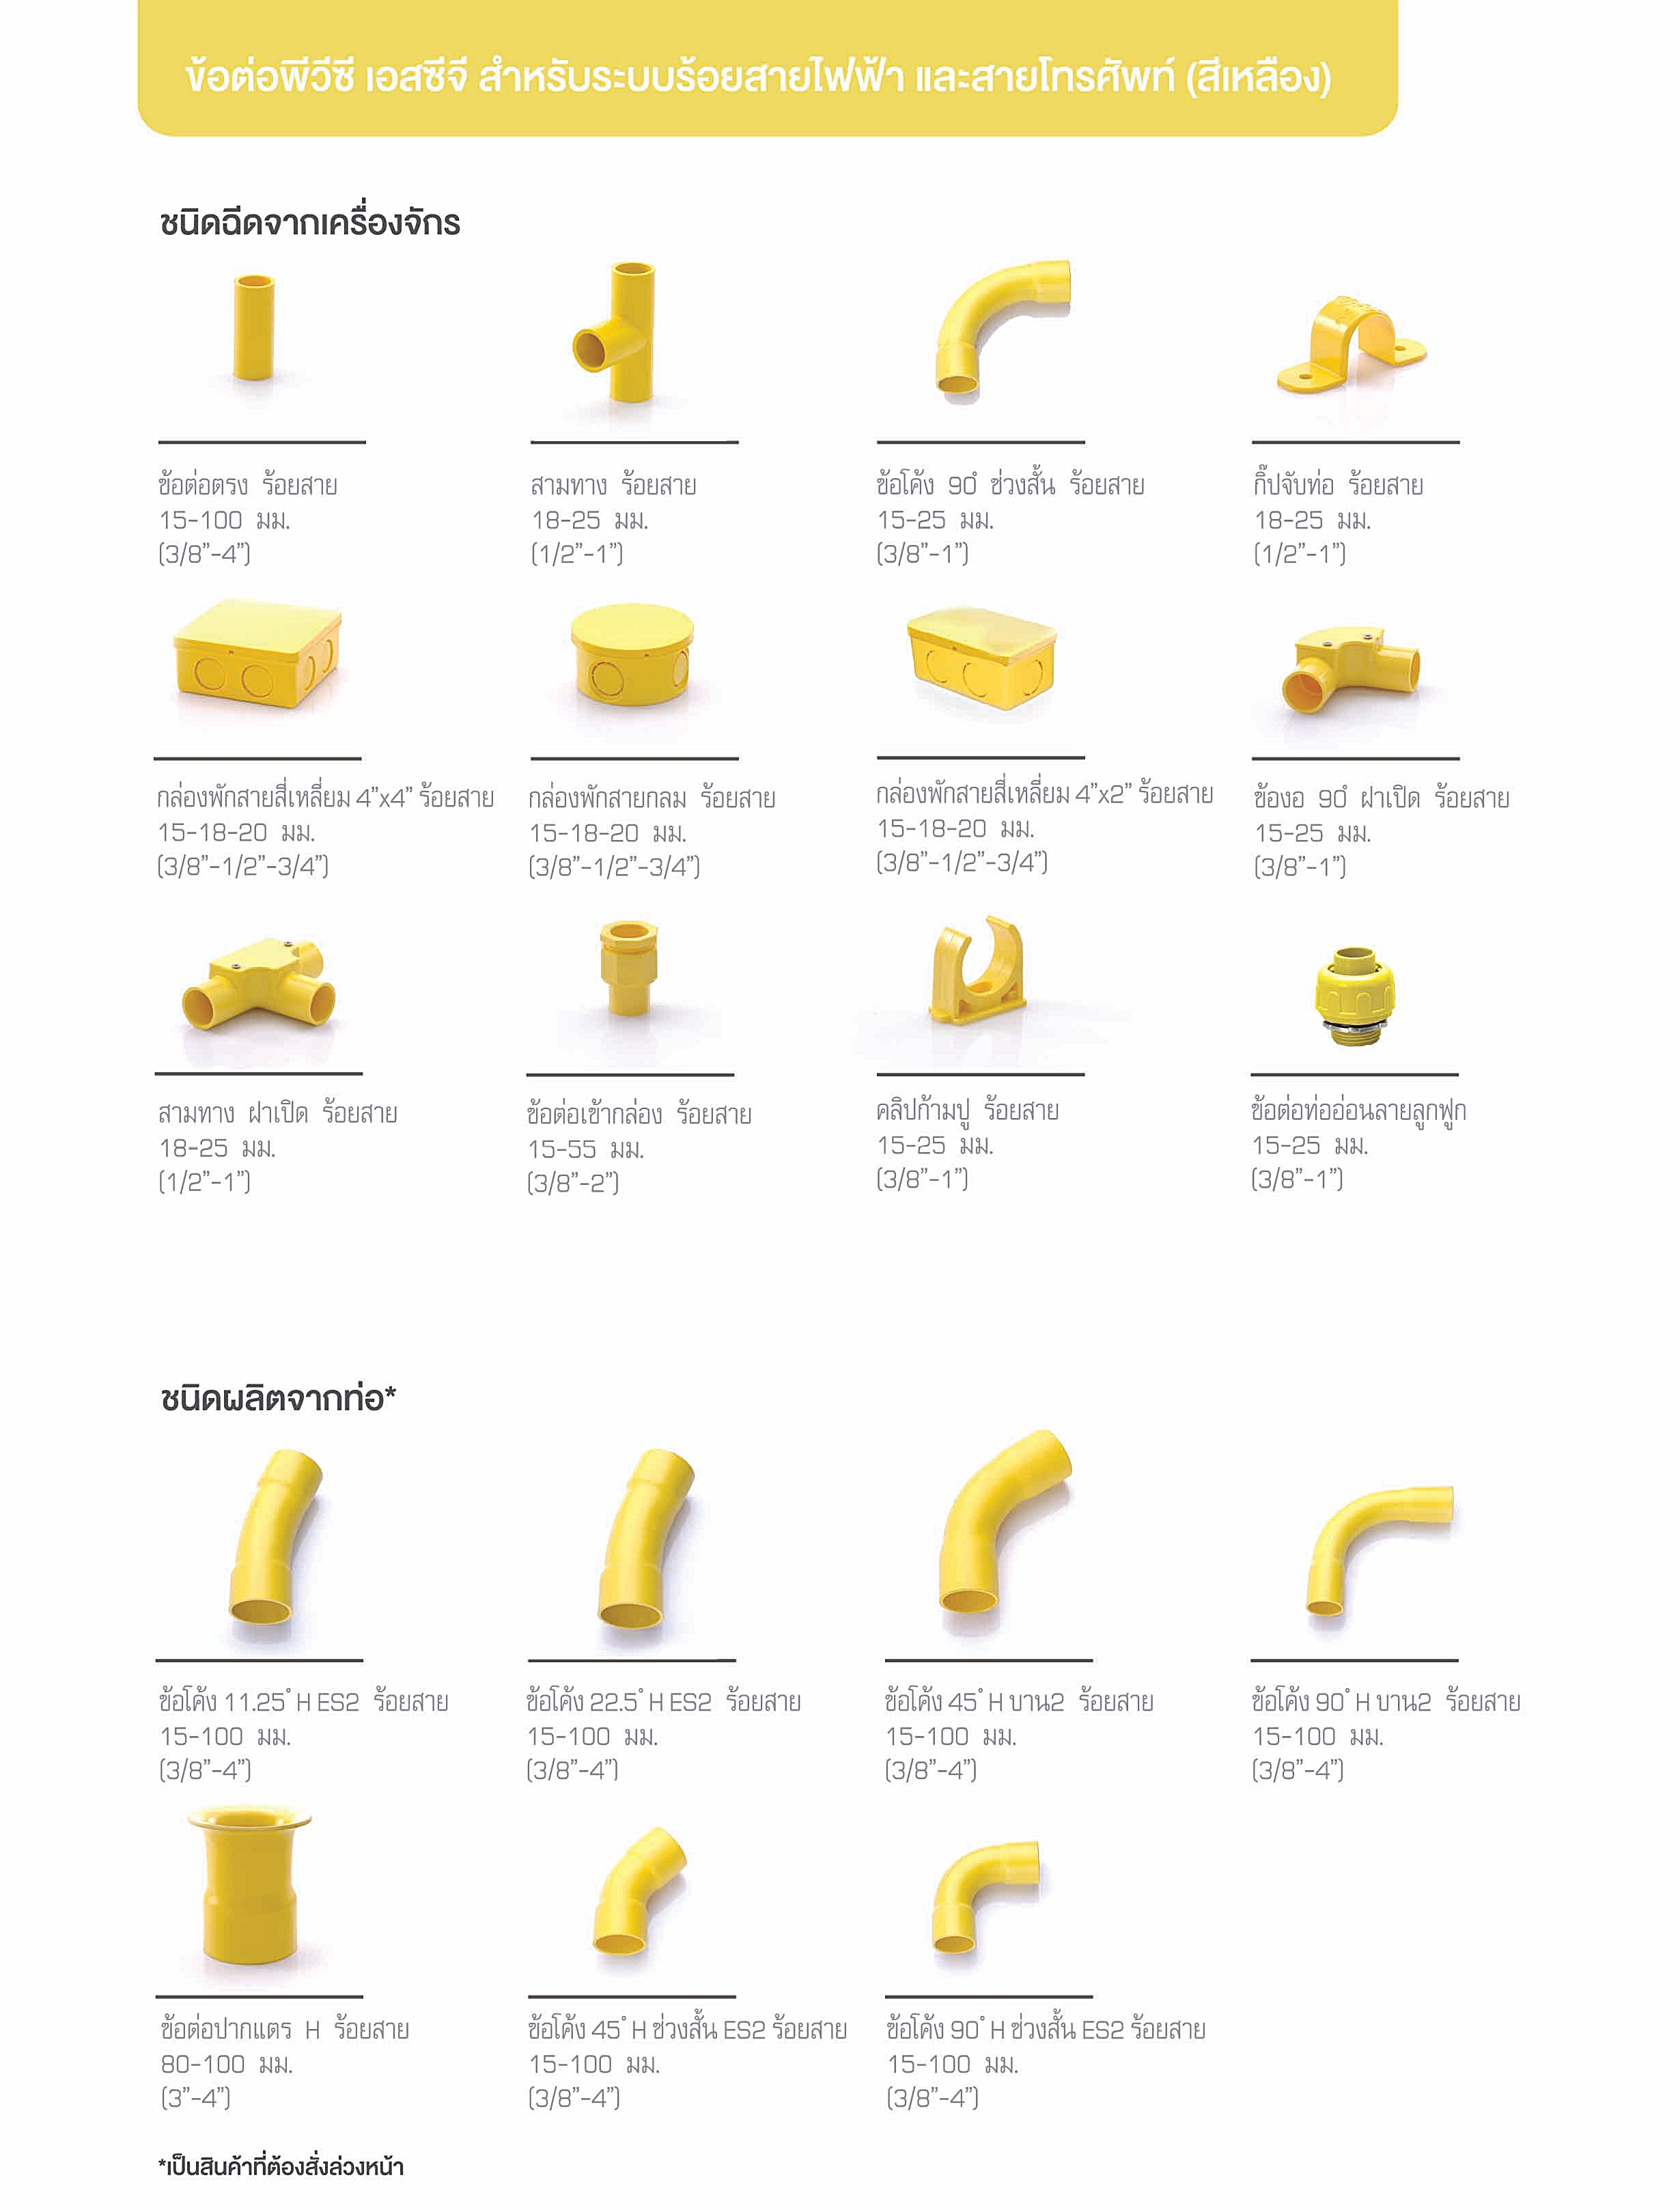 ข้อต่อพีวีซี เอสซีจี สำหรับระบบร้อยสายไฟฟ้า และสายโทรศัพท์ (สีเหลือง)
ชนิดฉีดจากเครื่องจักร
ข้อต่อตรง ร้อยสาย
15-100 มม.
(3/8”-4”)
สามทาง ร้อยสาย
18-25 มม.
(1/2”-1”)
ข้อโค้ง 90° ช่วงสั้น ร้อยสาย
15-25 มม.
(3/8”-1”)
กิ๊ปจับท่อ ร้อยสาย
18-25 มม.
(1/2”-1”)
กล่องพักสายสี่เหลี่ยม 4”x4” ร้อยสาย
15-18-20 มม.
(3/8”-1/2”-3/4”)
กล่องพักสายกลม ร้อยสาย
15-18-20 มม.
(3/8”-1/2”-3/4”)
กล่องพักสายสี่เหลี่ยม 4”x2” ร้อยสาย
15-18-20 มม.
(3/8”-1/2”-3/4”)
ข้องอ 90° ฝาเปิด ร้อยสาย
15-25 มม.
(3/8”-1”)
สามทาง ฝาเปิด ร้อยสาย
18-25 มม.
(1/2”-1”)
ข้อต่อเข้ากล่อง ร้อยสาย
15-55 มม.
(3/8”-2”)
คลิปก้ามปู ร้อยสาย
15-25 มม.
(3/8”-1”)
ข้อต่อท่ออ่อนลายลูกฟูก
15-25 มม.
(3/8”-1”)
ชนิดผลิตจากท่อ*
ข้อโค้ง 11.25° H ES2 ร้อยสาย
15-100 มม.
(3/8”-4”)
ข้อโค้ง 22.5° H ES2 ร้อยสาย
15-100 มม.
(3/8”-4”)
ข้อโค้ง 45° H บาน2 ร้อยสาย
15-100 มม.
(3/8”-4”)
ข้อโค้ง 90° H บาน2 ร้อยสาย
15-100 มม.
(3/8”-4”)
ข้อต่อปากแตร H ร้อยสาย
80-100 มม.
(3”-4”)
ข้อโค้ง 45° H ช่วงสั้น ES2 ร้อยสาย
15-100 มม.
(3/8”-4”)
ข้อโค้ง 90° H ช่วงสั้น ES2 ร้อยสาย
15-100 มม.
(3/8”-4”)
*เป็นสินค้าที่ต้องสั่งล่วงหน้า